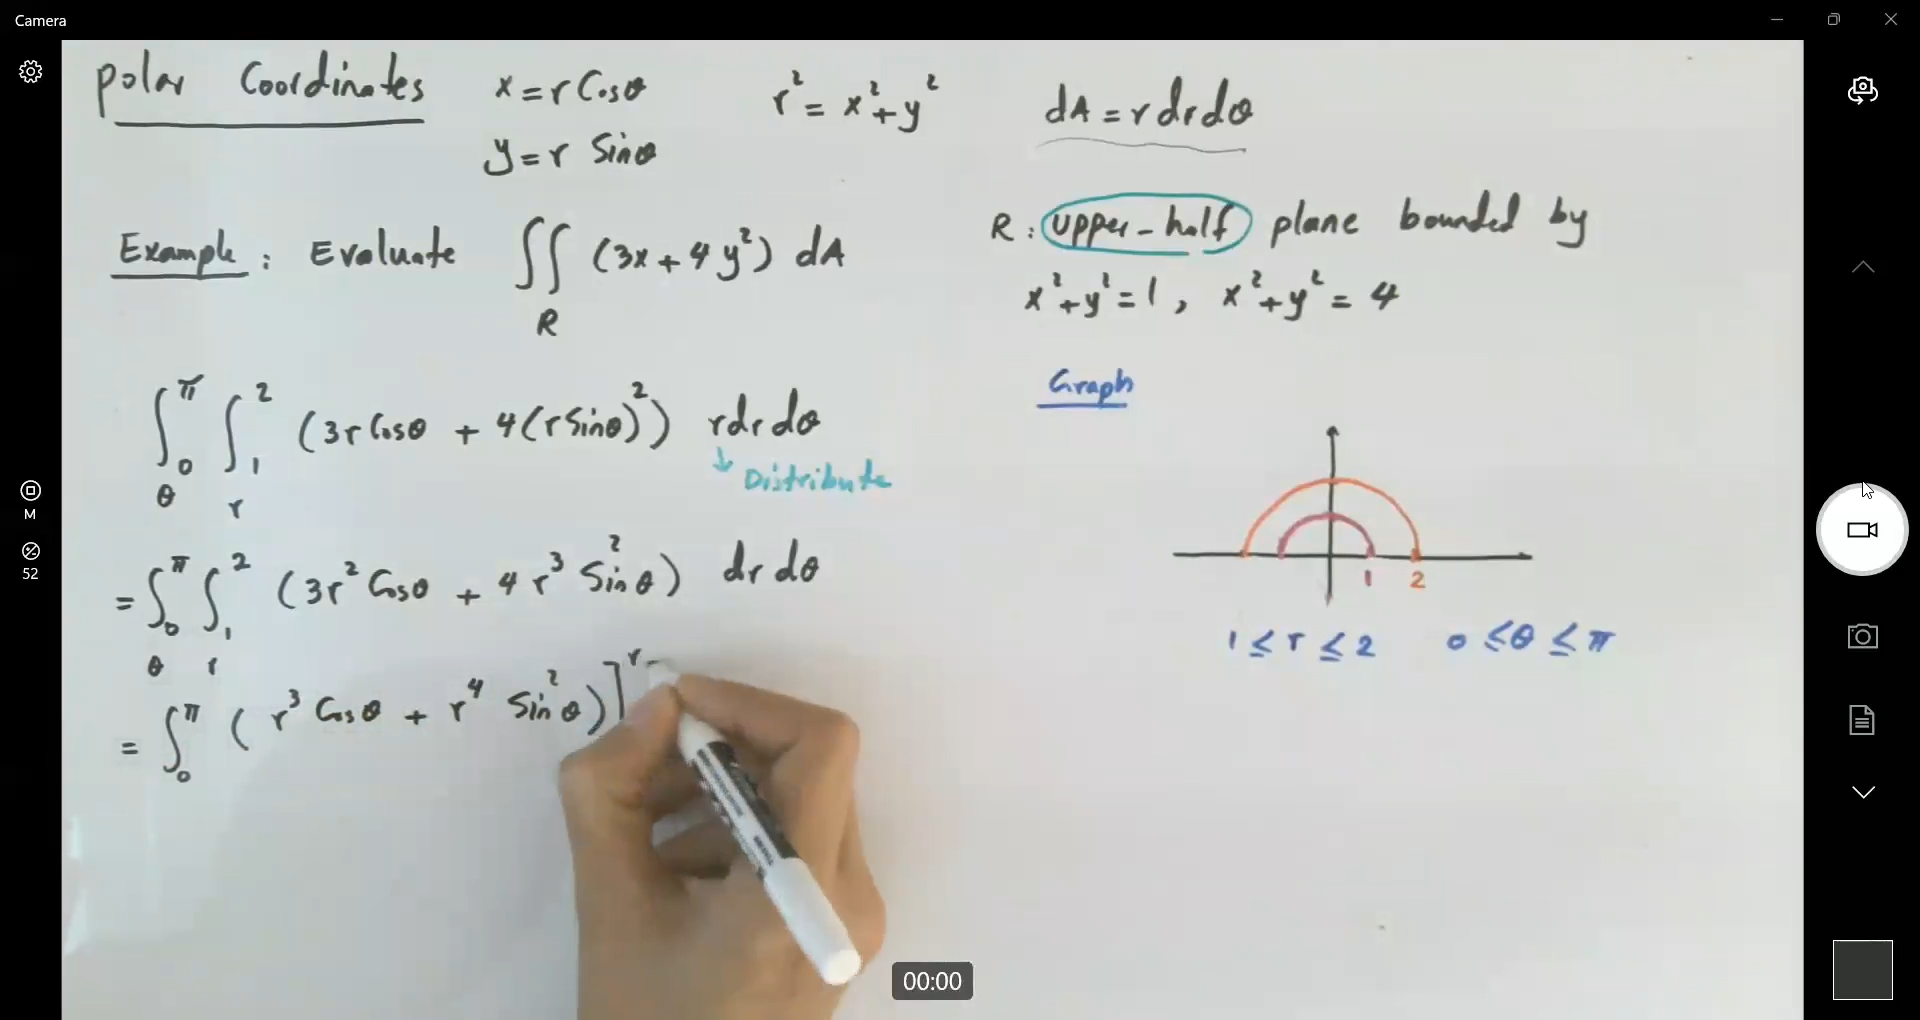 Camera
Polar Coordinates
x = r Cosθ
y = r Sinθ
r² = x² + y²
dA = r dr dθ
Example : Evaluate ∬_R (3x + 4y²) dA
R : upper-half plane bounded by
x² + y² = 1 , x² + y² = 4
∫₀^π ∫₁² (3r Cosθ + 4(r Sinθ)²) r dr dθ
θ r
↓ Distribute
= ∫₀^π ∫₁² (3r² Cosθ + 4 r³ Sin²θ) dr dθ
θ r
= ∫₀^π ( r³ Cosθ + r⁴ Sin²θ) ] r
Graph
1 2
1 ≤ r ≤ 2 0 ≤ θ ≤ π
M
52
00:00